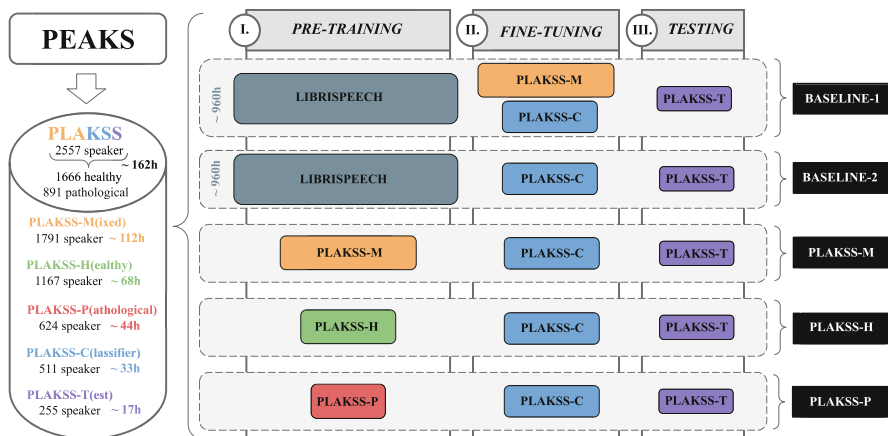 PEAKS
PLAKSS
2557 speaker
~ 162h
1666 healthy
891 pathological
PLAKSS-M(ixed)
1791 speaker ~ 112h
PLAKSS-H(ealthy)
1167 speaker ~ 68h
PLAKSS-P(athological)
624 speaker ~ 44h
PLAKSS-C(lassifier)
511 speaker ~ 33h
PLAKSS-T(est)
255 speaker ~ 17h
I. PRE-TRAINING II. FINE-TUNING III. TESTING
~ 960h LIBRISPEECH PLAKSS-M PLAKSS-C PLAKSS-T BASELINE-1
~ 960h LIBRISPEECH PLAKSS-C PLAKSS-T BASELINE-2
PLAKSS-M PLAKSS-C PLAKSS-T PLAKSS-M
PLAKSS-H PLAKSS-C PLAKSS-T PLAKSS-H
PLAKSS-P PLAKSS-C PLAKSS-T PLAKSS-P